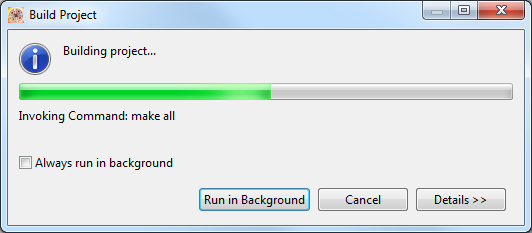 Build Project
Building project...
Invoking Command: make all
Always run in background
Run in Background
Cancel
Details >>